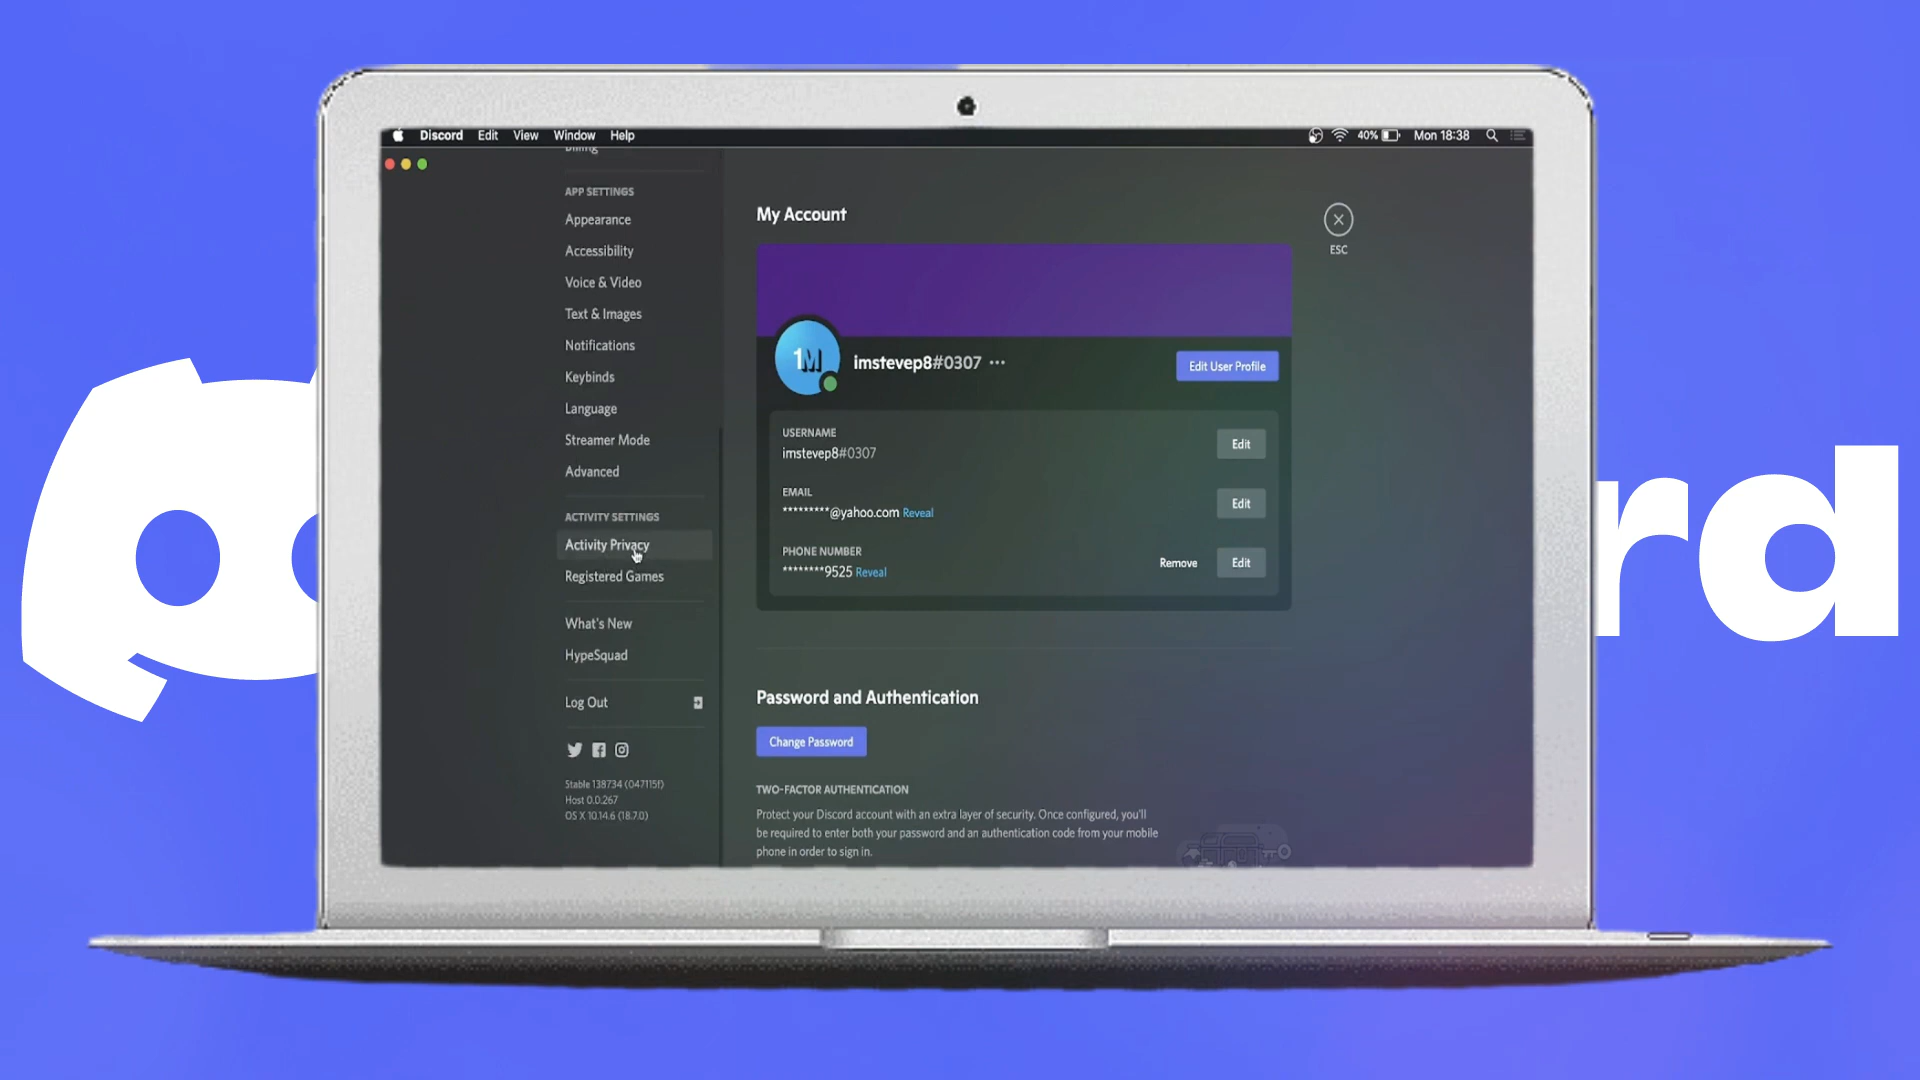 Discord Edit View Window Help
40% Mon 18:38
Billing
APP SETTINGS
Appearance
Accessibility
Voice & Video
Text & Images
Notifications
Keybinds
Language
Streamer Mode
Advanced
ACTIVITY SETTINGS
Activity Privacy
Registered Games
What's New
HypeSquad
Log Out
Stable 138734 (047115f)
Host 0.0.267
OS X 10.14.6 (18.7.0)
My Account
ESC
1M
imstevep8#0307 ···
Edit User Profile
USERNAME
imstevep8#0307
Edit
EMAIL
*********@yahoo.com Reveal
Edit
PHONE NUMBER
********9525 Reveal
Remove Edit
Password and Authentication
Change Password
TWO-FACTOR AUTHENTICATION
Protect your Discord account with an extra layer of security. Once configured, you'll
be required to enter both your password and an authentication code from your mobile
phone in order to sign in.
rd